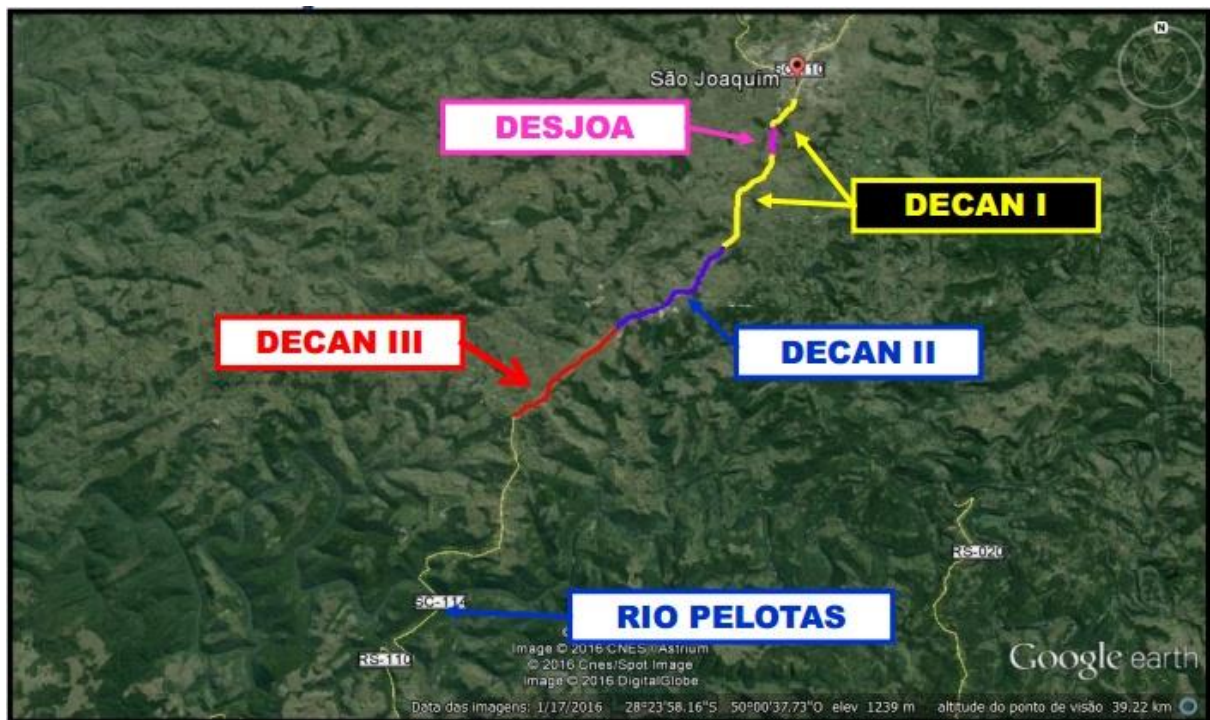 N
SC-110
São Joaquim
DESJOA
DECAN I
DECAN III
DECAN II
RS-020
SC-114
RIO PELOTAS
RS-110
Image © 2016 CNES / Astrium
© 2016 Cnes/Spot Image
Image © 2016 DigitalGlobe
Google earth
Data das imagens: 1/17/2016 28°23'58.16"S 50°00'37.73"O elev 1239 m altitude do ponto de visão 39.22 km